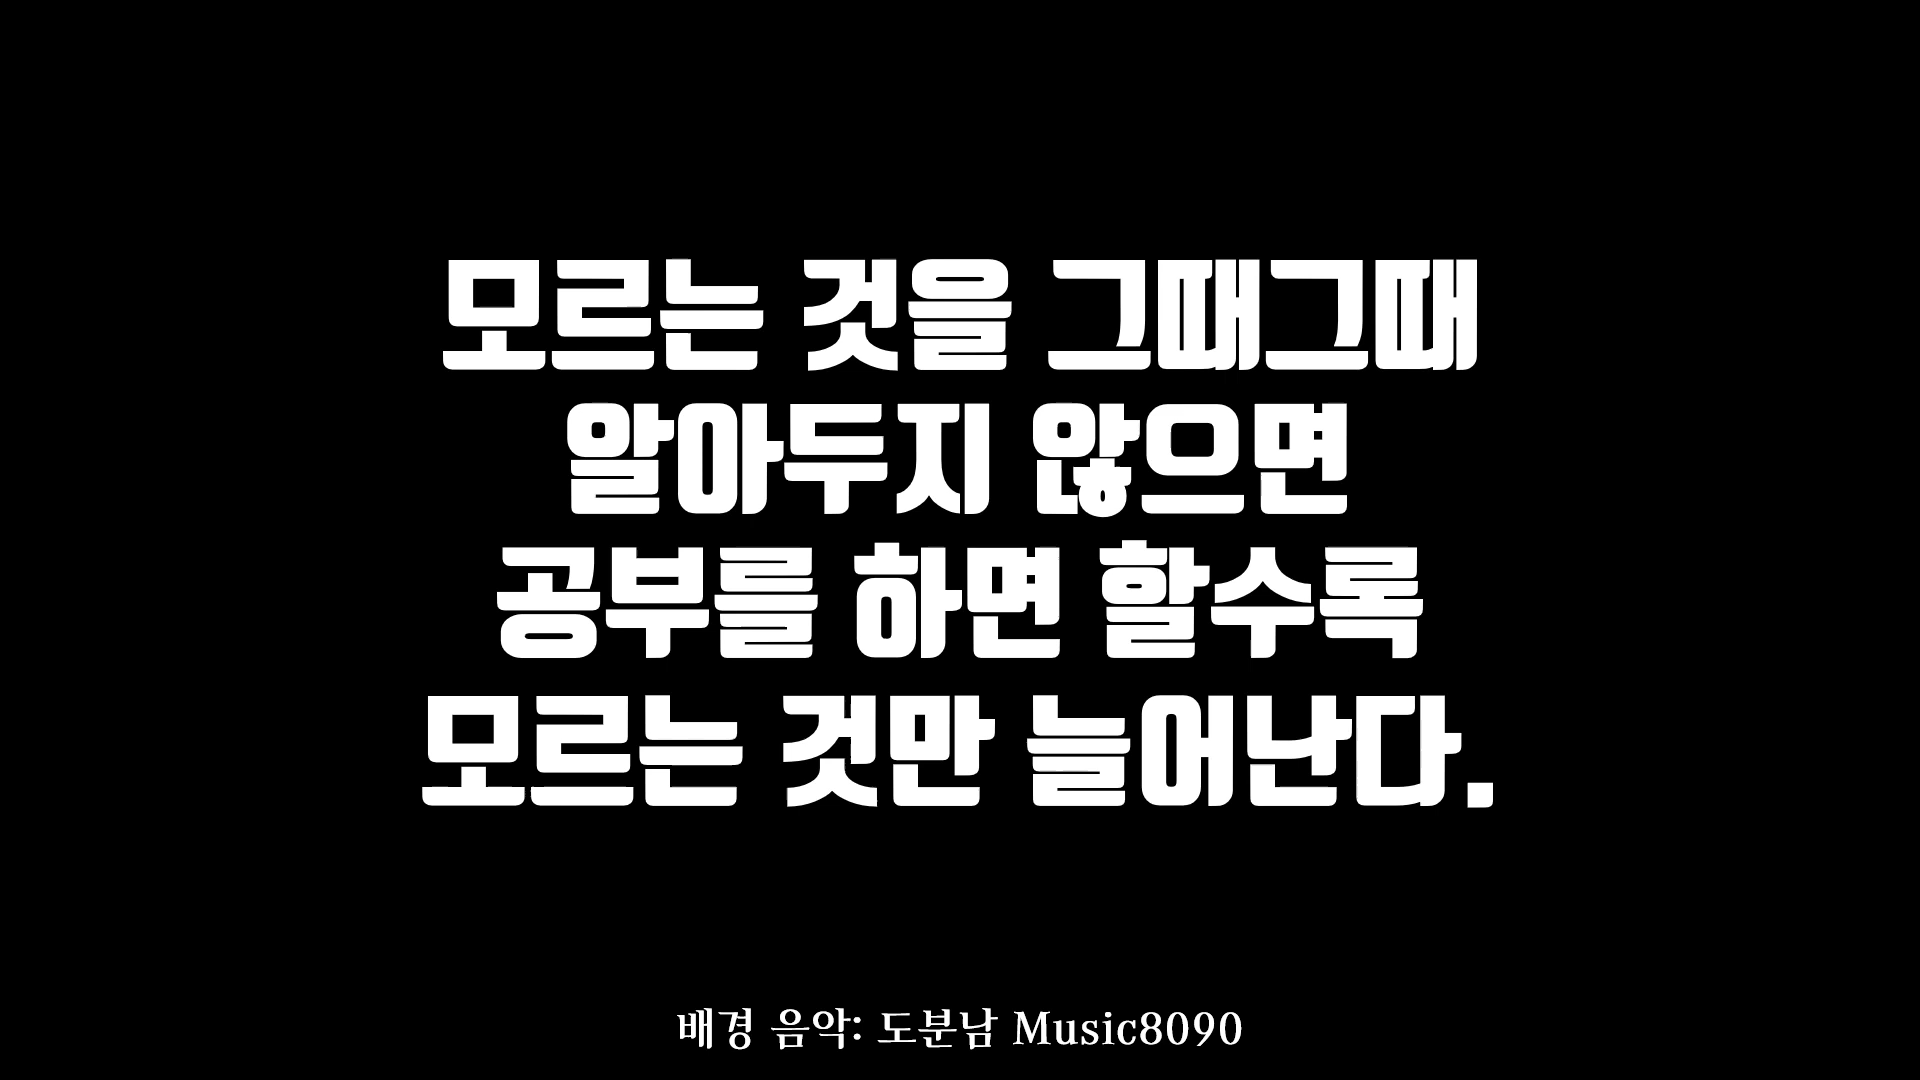 모르는 것을 그때그때
알아두지 않으면
공부를 하면 할수록
모르는 것만 늘어난다.
배경 음악: 도분남 Music8090